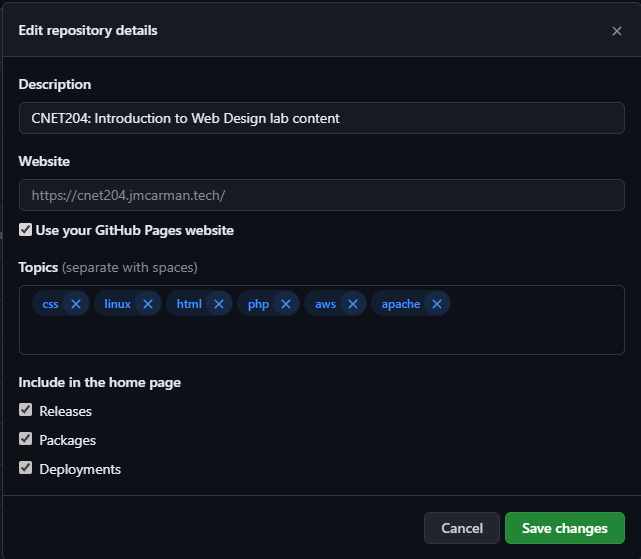 Edit repository details
Description
CNET204: Introduction to Web Design lab content
Website
https://cnet204.jmcarman.tech/
Use your GitHub Pages website
Topics (separate with spaces)
css linux html php aws apache
Include in the home page
Releases
Packages
Deployments
Cancel Save changes